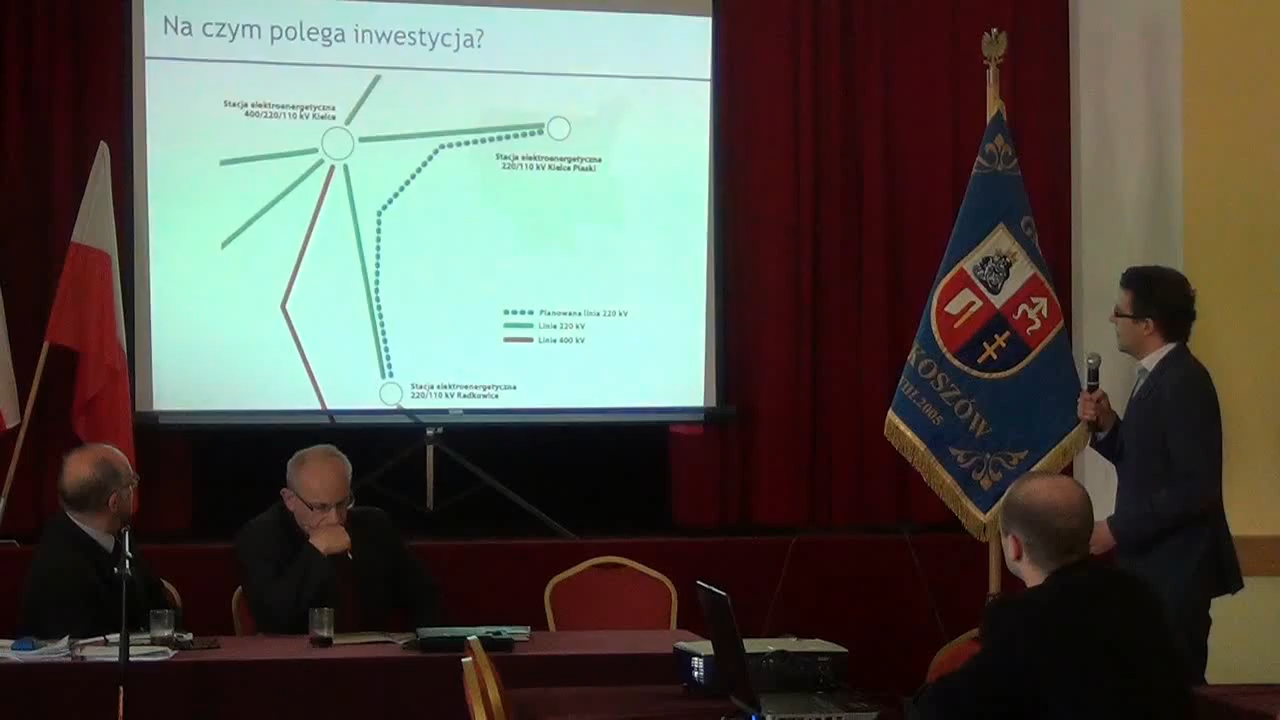 Na czym polega inwestycja?
Stacja elektroenergetyczna
400/220/110 kV Kielce
Stacja elektroenergetyczna
220/110 kV Kielce Piaski
Planowana linia 220 kV
Linie 220 kV
Linie 400 kV
Stacja elektroenergetyczna
220/110 kV Radkowice
KOSZÓW
2005